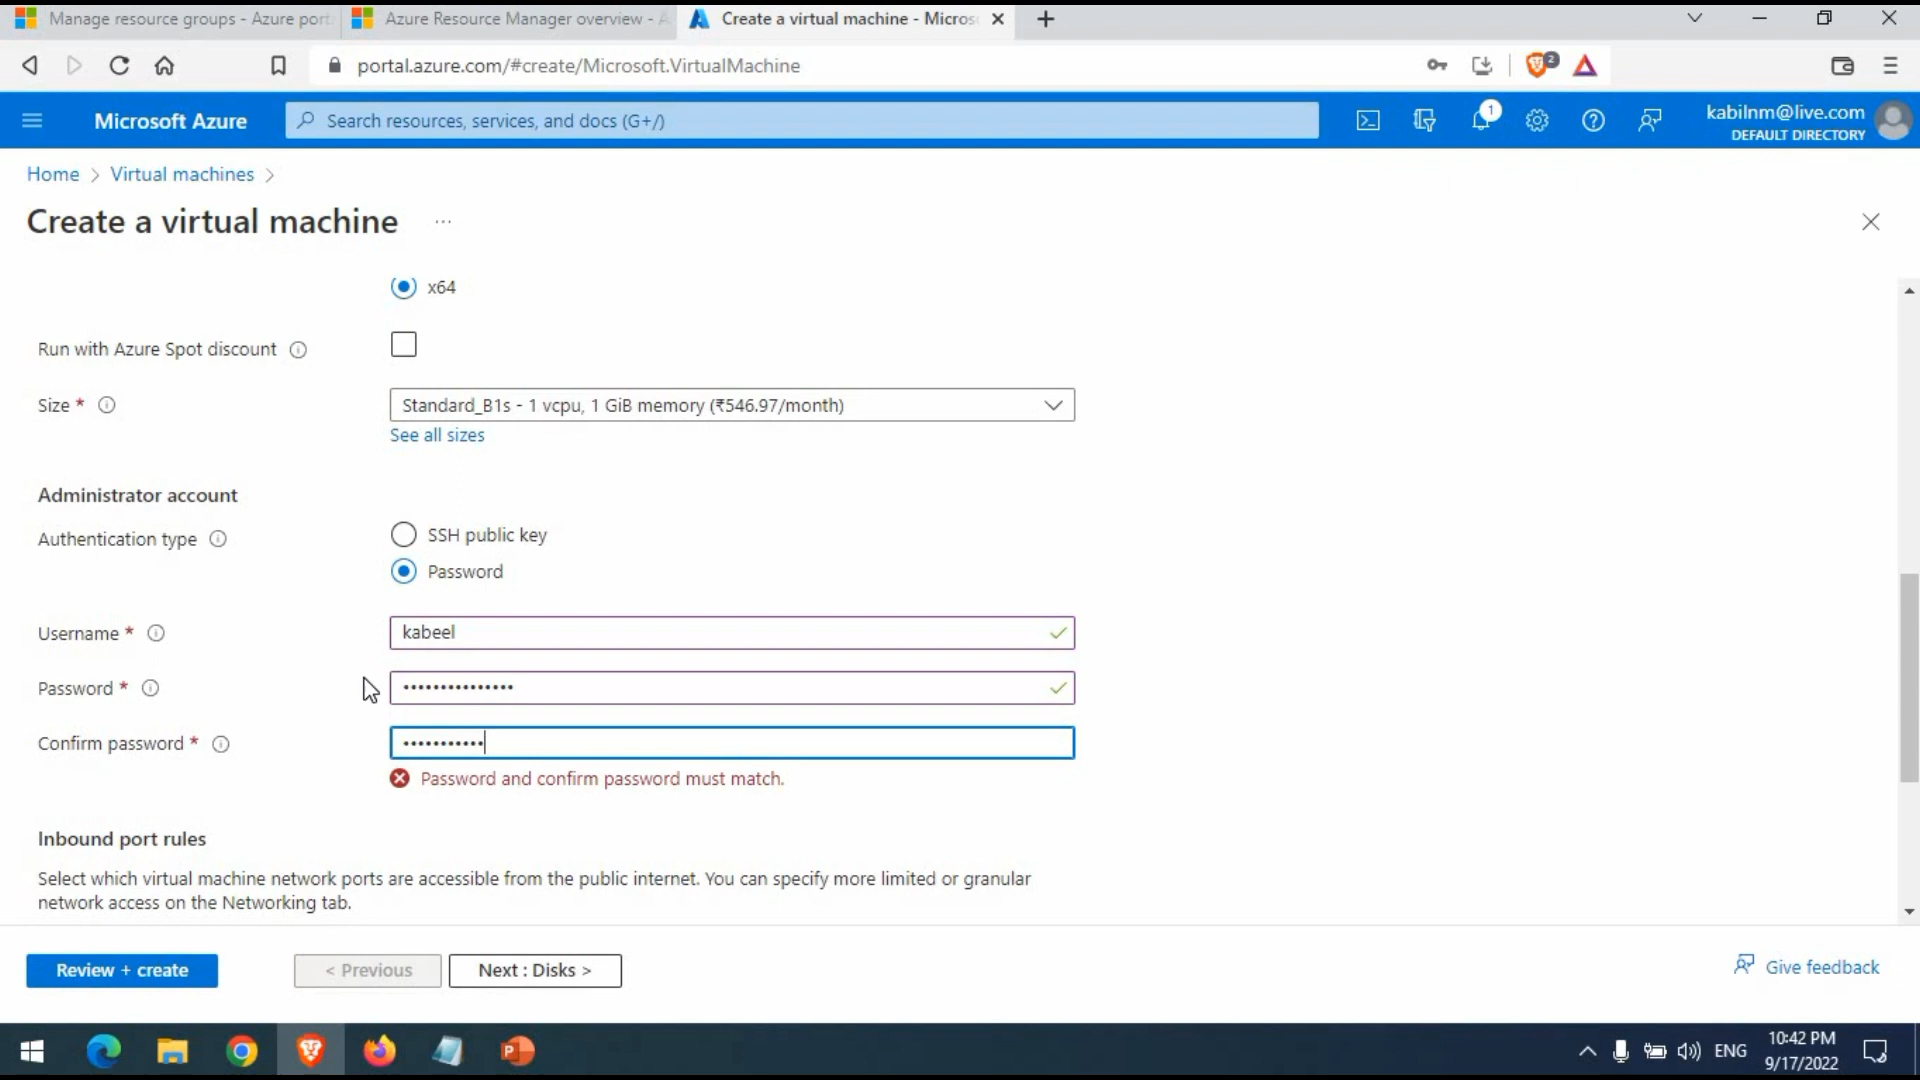 Manage resource groups - Azure port
Azure Resource Manager overview - A
Create a virtual machine - Micros
portal.azure.com/#create/Microsoft.VirtualMachine
2
Microsoft Azure
Search resources, services, and docs (G+/)
1
kabilnm@live.com
DEFAULT DIRECTORY
Home > Virtual machines >
Create a virtual machine ...
x64
Run with Azure Spot discount
Size *
Standard_B1s - 1 vcpu, 1 GiB memory (₹546.97/month)
See all sizes
Administrator account
Authentication type
SSH public key
Password
Username *
kabeel
Password *
•••••••••••••••
Confirm password *
•••••••••••
Password and confirm password must match.
Inbound port rules
Select which virtual machine network ports are accessible from the public internet. You can specify more limited or granular
network access on the Networking tab.
Review + create
< Previous
Next : Disks >
Give feedback
ENG
10:42 PM
9/17/2022